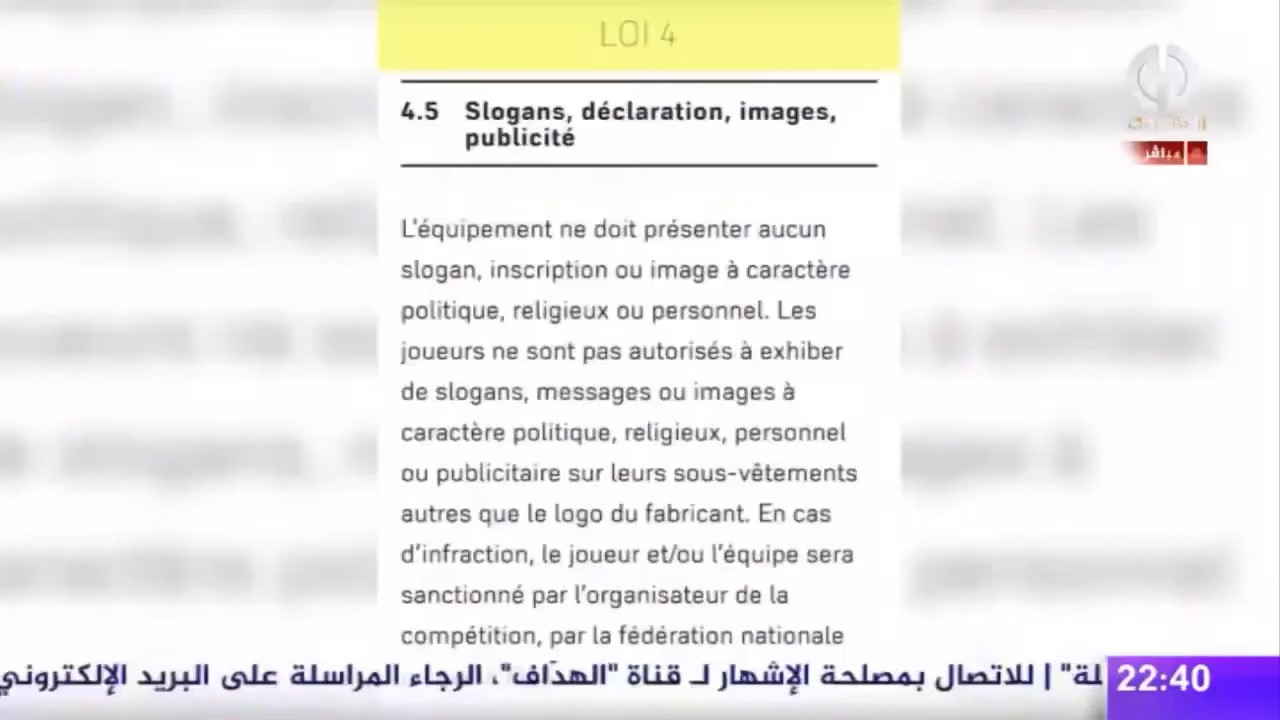 LOI 4
4.5 Slogans, déclaration, images,
publicité
L'équipement ne doit présenter aucun
slogan, inscription ou image à caractère
politique, religieux ou personnel. Les
joueurs ne sont pas autorisés à exhiber
de slogans, messages ou images à
caractère politique, religieux, personnel
ou publicitaire sur leurs sous-vêtements
autres que le logo du fabricant. En cas
d'infraction, le joueur et/ou l'équipe sera
sanctionné par l'organisateur de la
compétition, par la fédération nationale
مباشر
لة" | للاتصال بمصلحة الإشهار لـ قناة "الهدّاف"، الرجاء المراسلة على البريد الإلكتروني
22:40